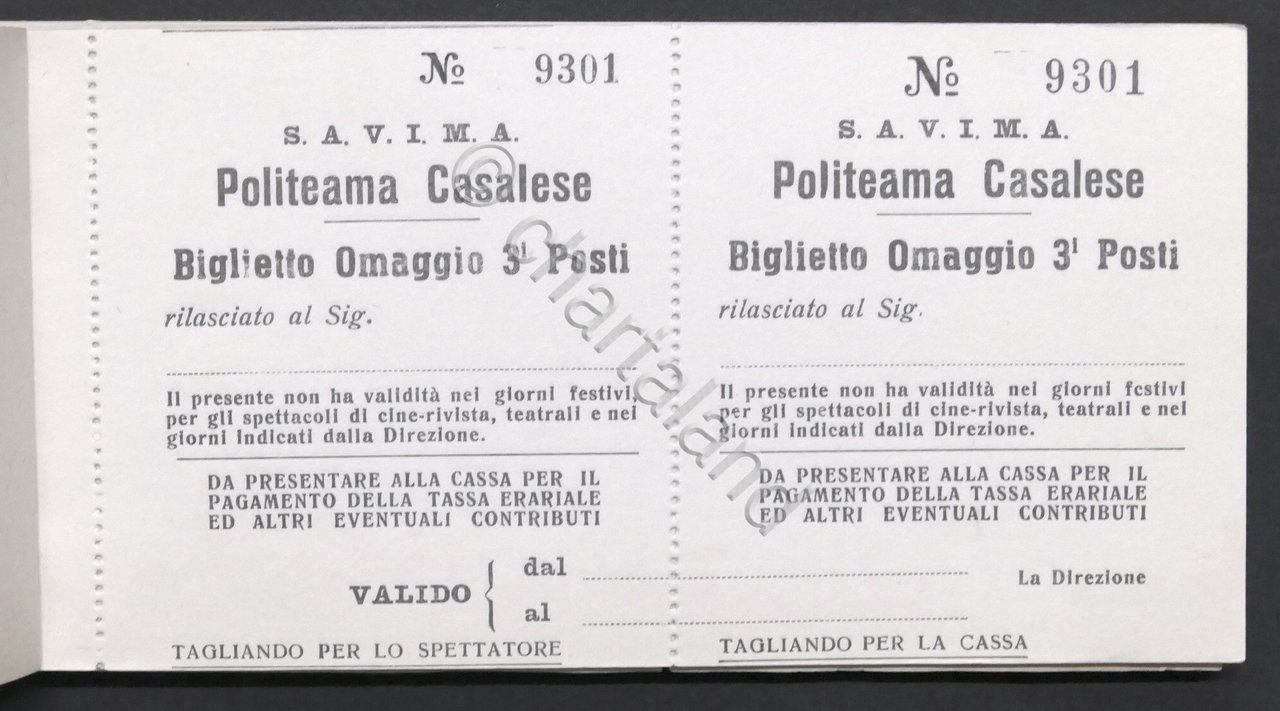 № 9301
S. A. V. I. M. A.
Politeama Casalese
Biglietto Omaggio 3ⁱ Posti
rilasciato al Sig.
Il presente non ha validità nei giorni festivi,
per gli spettacoli di cine-rivista, teatrali e nei
giorni indicati dalla Direzione.
DA PRESENTARE ALLA CASSA PER IL
PAGAMENTO DELLA TASSA ERARIALE
ED ALTRI EVENTUALI CONTRIBUTI
VALIDO { dal
al
TAGLIANDO PER LO SPETTATORE
№ 9301
S. A. V. I. M. A.
Politeama Casalese
Biglietto Omaggio 3ⁱ Posti
rilasciato al Sig.
Il presente non ha validità nei giorni festivi
per gli spettacoli di cine-rivista, teatrali e nei
giorni indicati dalla Direzione.
DA PRESENTARE ALLA CASSA PER IL
PAGAMENTO DELLA TASSA ERARIALE
ED ALTRI EVENTUALI CONTRIBUTI
La Direzione
TAGLIANDO PER LA CASSA
© chartaland